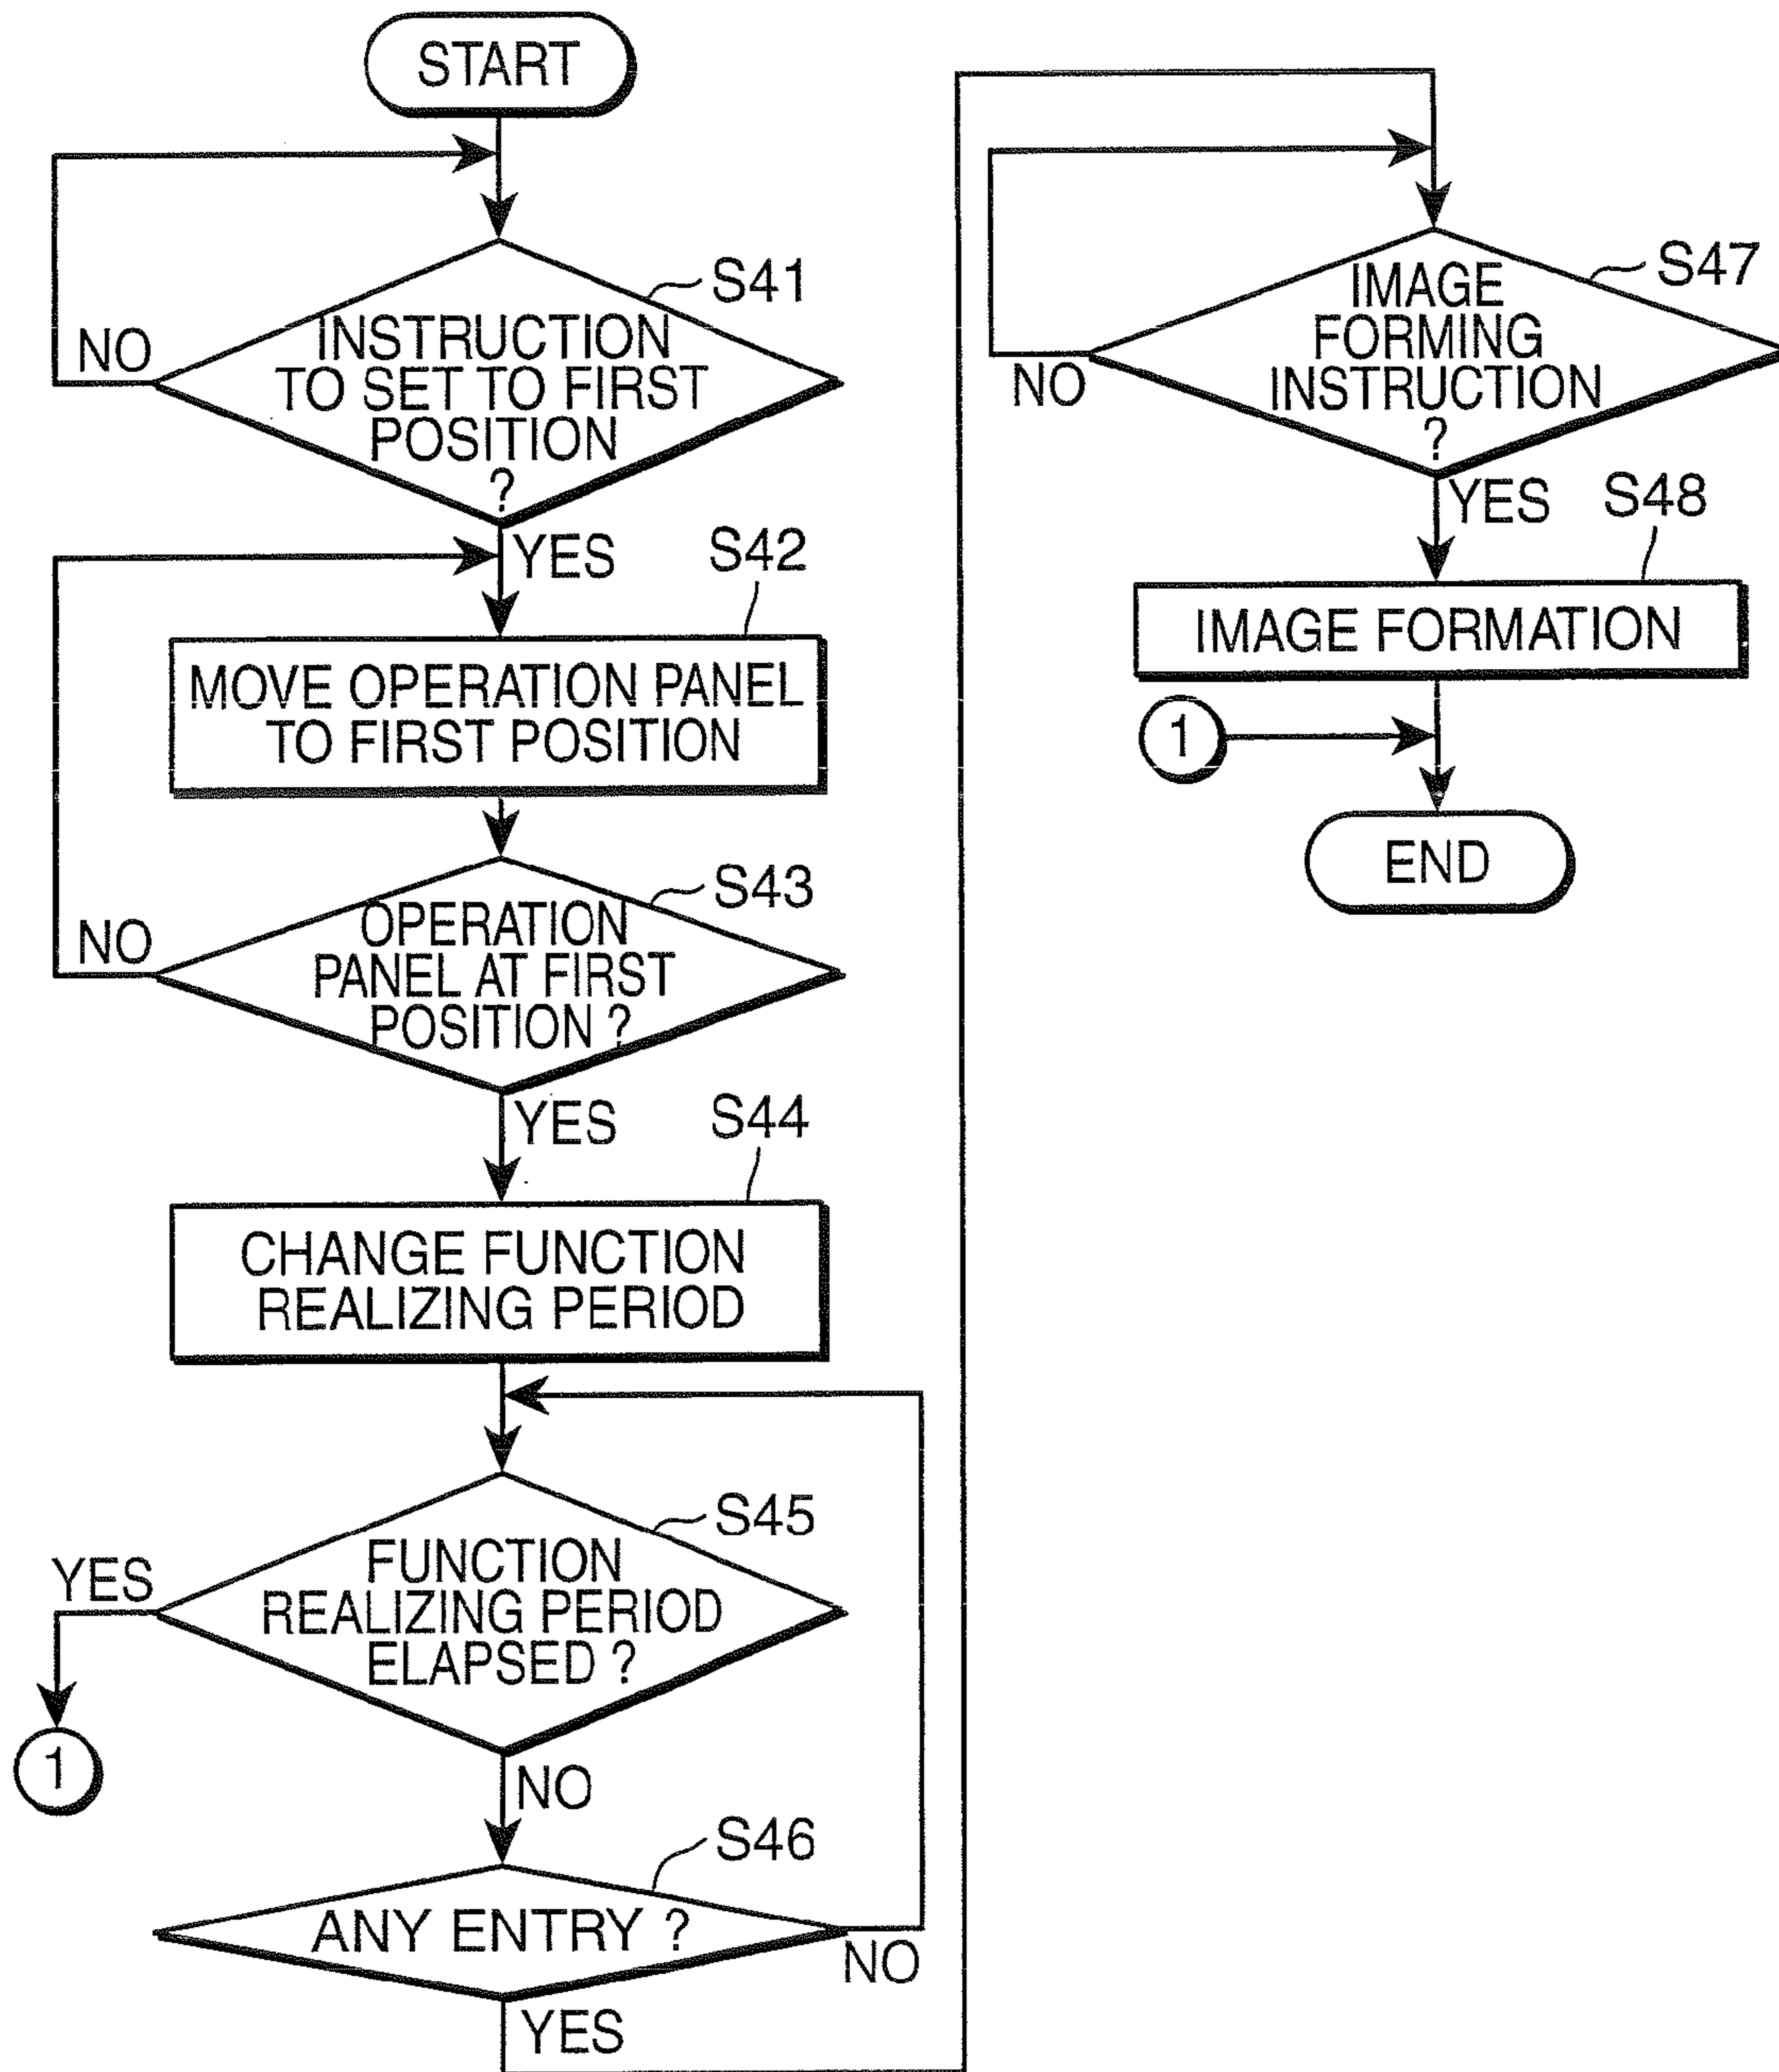 START
S41
INSTRUCTION
TO SET TO FIRST
POSITION
?
NO
YES
S42
MOVE OPERATION PANEL
TO FIRST POSITION
S43
OPERATION
PANEL AT FIRST
POSITION ?
NO
YES
S44
CHANGE FUNCTION
REALIZING PERIOD
S45
FUNCTION
REALIZING PERIOD
ELAPSED ?
YES
1
NO
S46
ANY ENTRY ?
NO
YES
S47
IMAGE
FORMING
INSTRUCTION
?
NO
YES
S48
IMAGE FORMATION
1
END